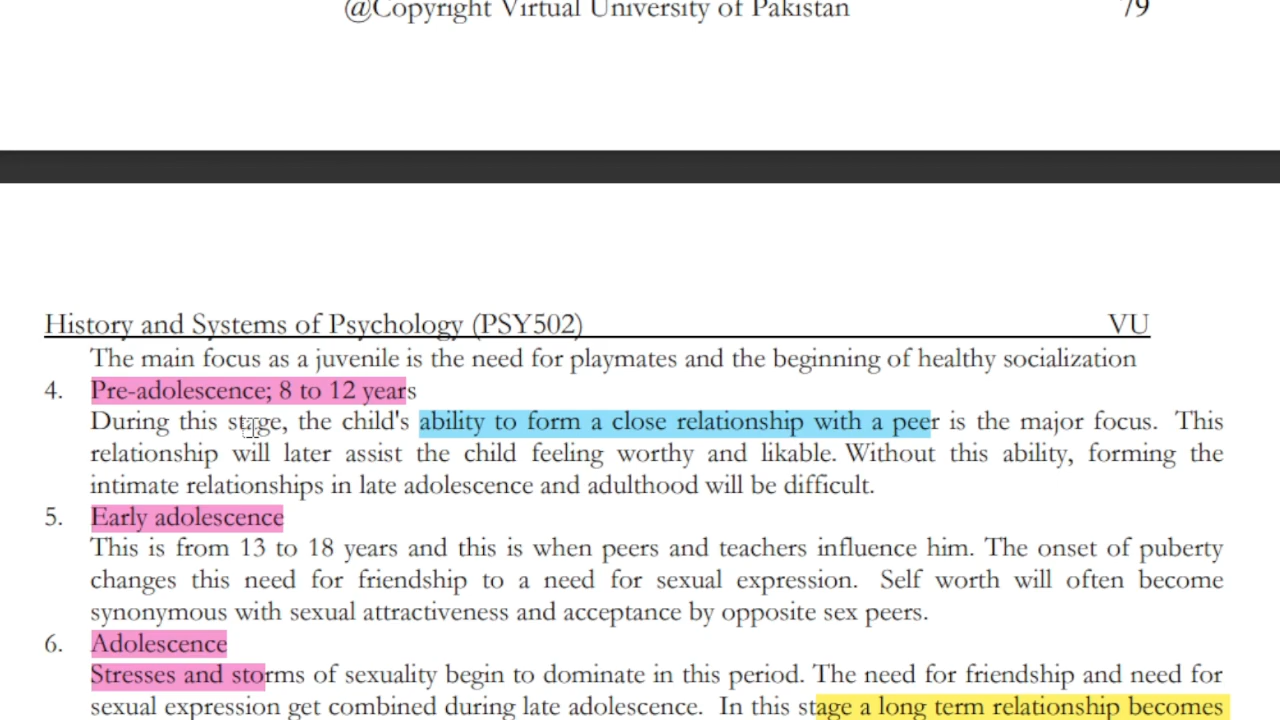 @Copyright Virtual University of Pakistan 79
History and Systems of Psychology (PSY502) VU
The main focus as a juvenile is the need for playmates and the beginning of healthy socialization
4. Pre-adolescence; 8 to 12 years
During this stage, the child's ability to form a close relationship with a peer is the major focus. This
relationship will later assist the child feeling worthy and likable. Without this ability, forming the
intimate relationships in late adolescence and adulthood will be difficult.
5. Early adolescence
This is from 13 to 18 years and this is when peers and teachers influence him. The onset of puberty
changes this need for friendship to a need for sexual expression. Self worth will often become
synonymous with sexual attractiveness and acceptance by opposite sex peers.
6. Adolescence
Stresses and storms of sexuality begin to dominate in this period. The need for friendship and need for
sexual expression get combined during late adolescence. In this stage a long term relationship becomes